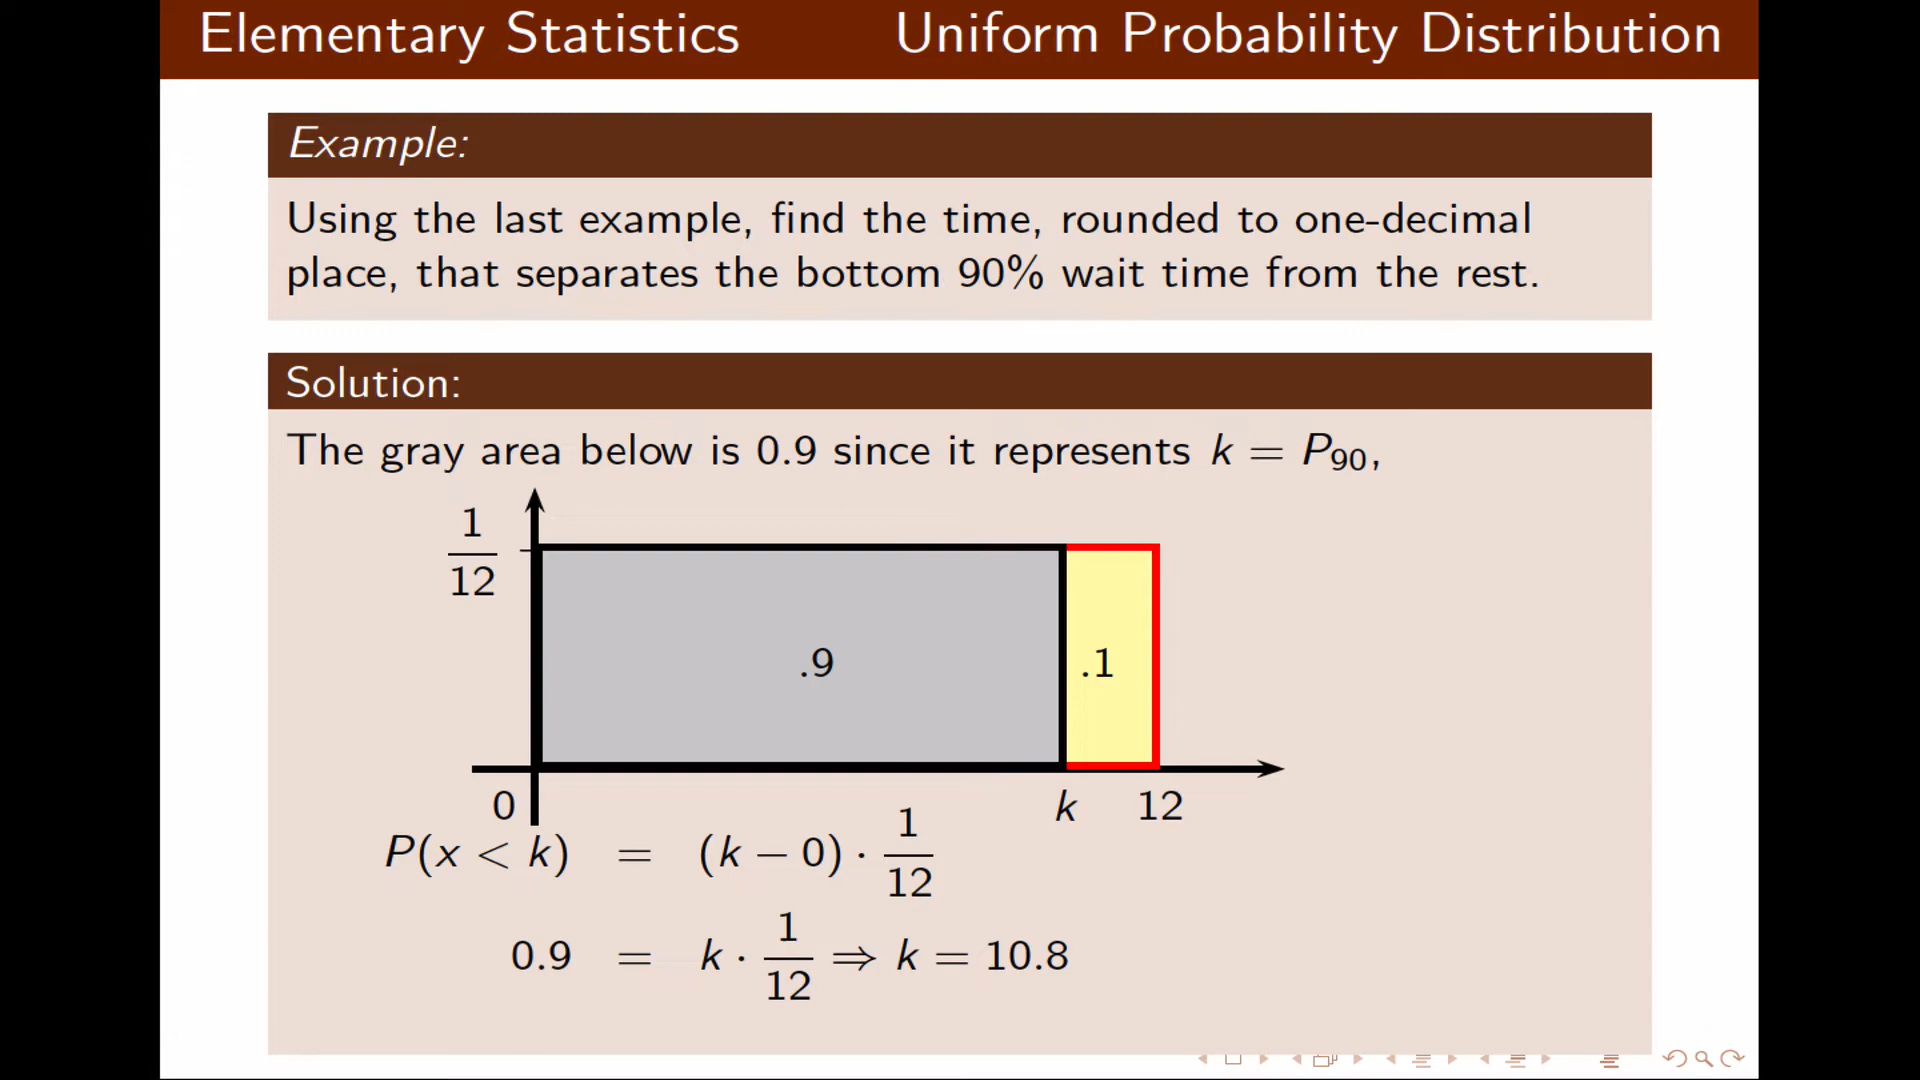 Elementary Statistics Uniform Probability Distribution
Example:
Using the last example, find the time, rounded to one-decimal
place, that separates the bottom 90% wait time from the rest.
Solution:
The gray area below is 0.9 since it represents k = P₉₀,
1/12
.9 .1
0 k 12
P(x < k) = (k − 0) · 1/12
0.9 = k · 1/12 ⇒ k = 10.8